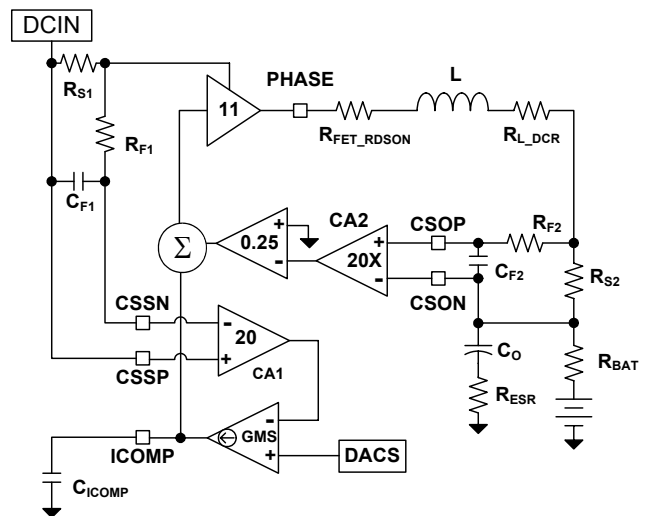 DCIN
RS1
PHASE
L
11
RFET_RDSON
RL_DCR
RF1
CF1
Σ
0.25
+
-
CA2
+
20X
-
CSOP
RF2
CF2
RS2
CSON
CSSN
CSSP
-
20
+
CA1
CO
RBAT
RESR
ICOMP
GMS
-
+
DACS
CICOMP